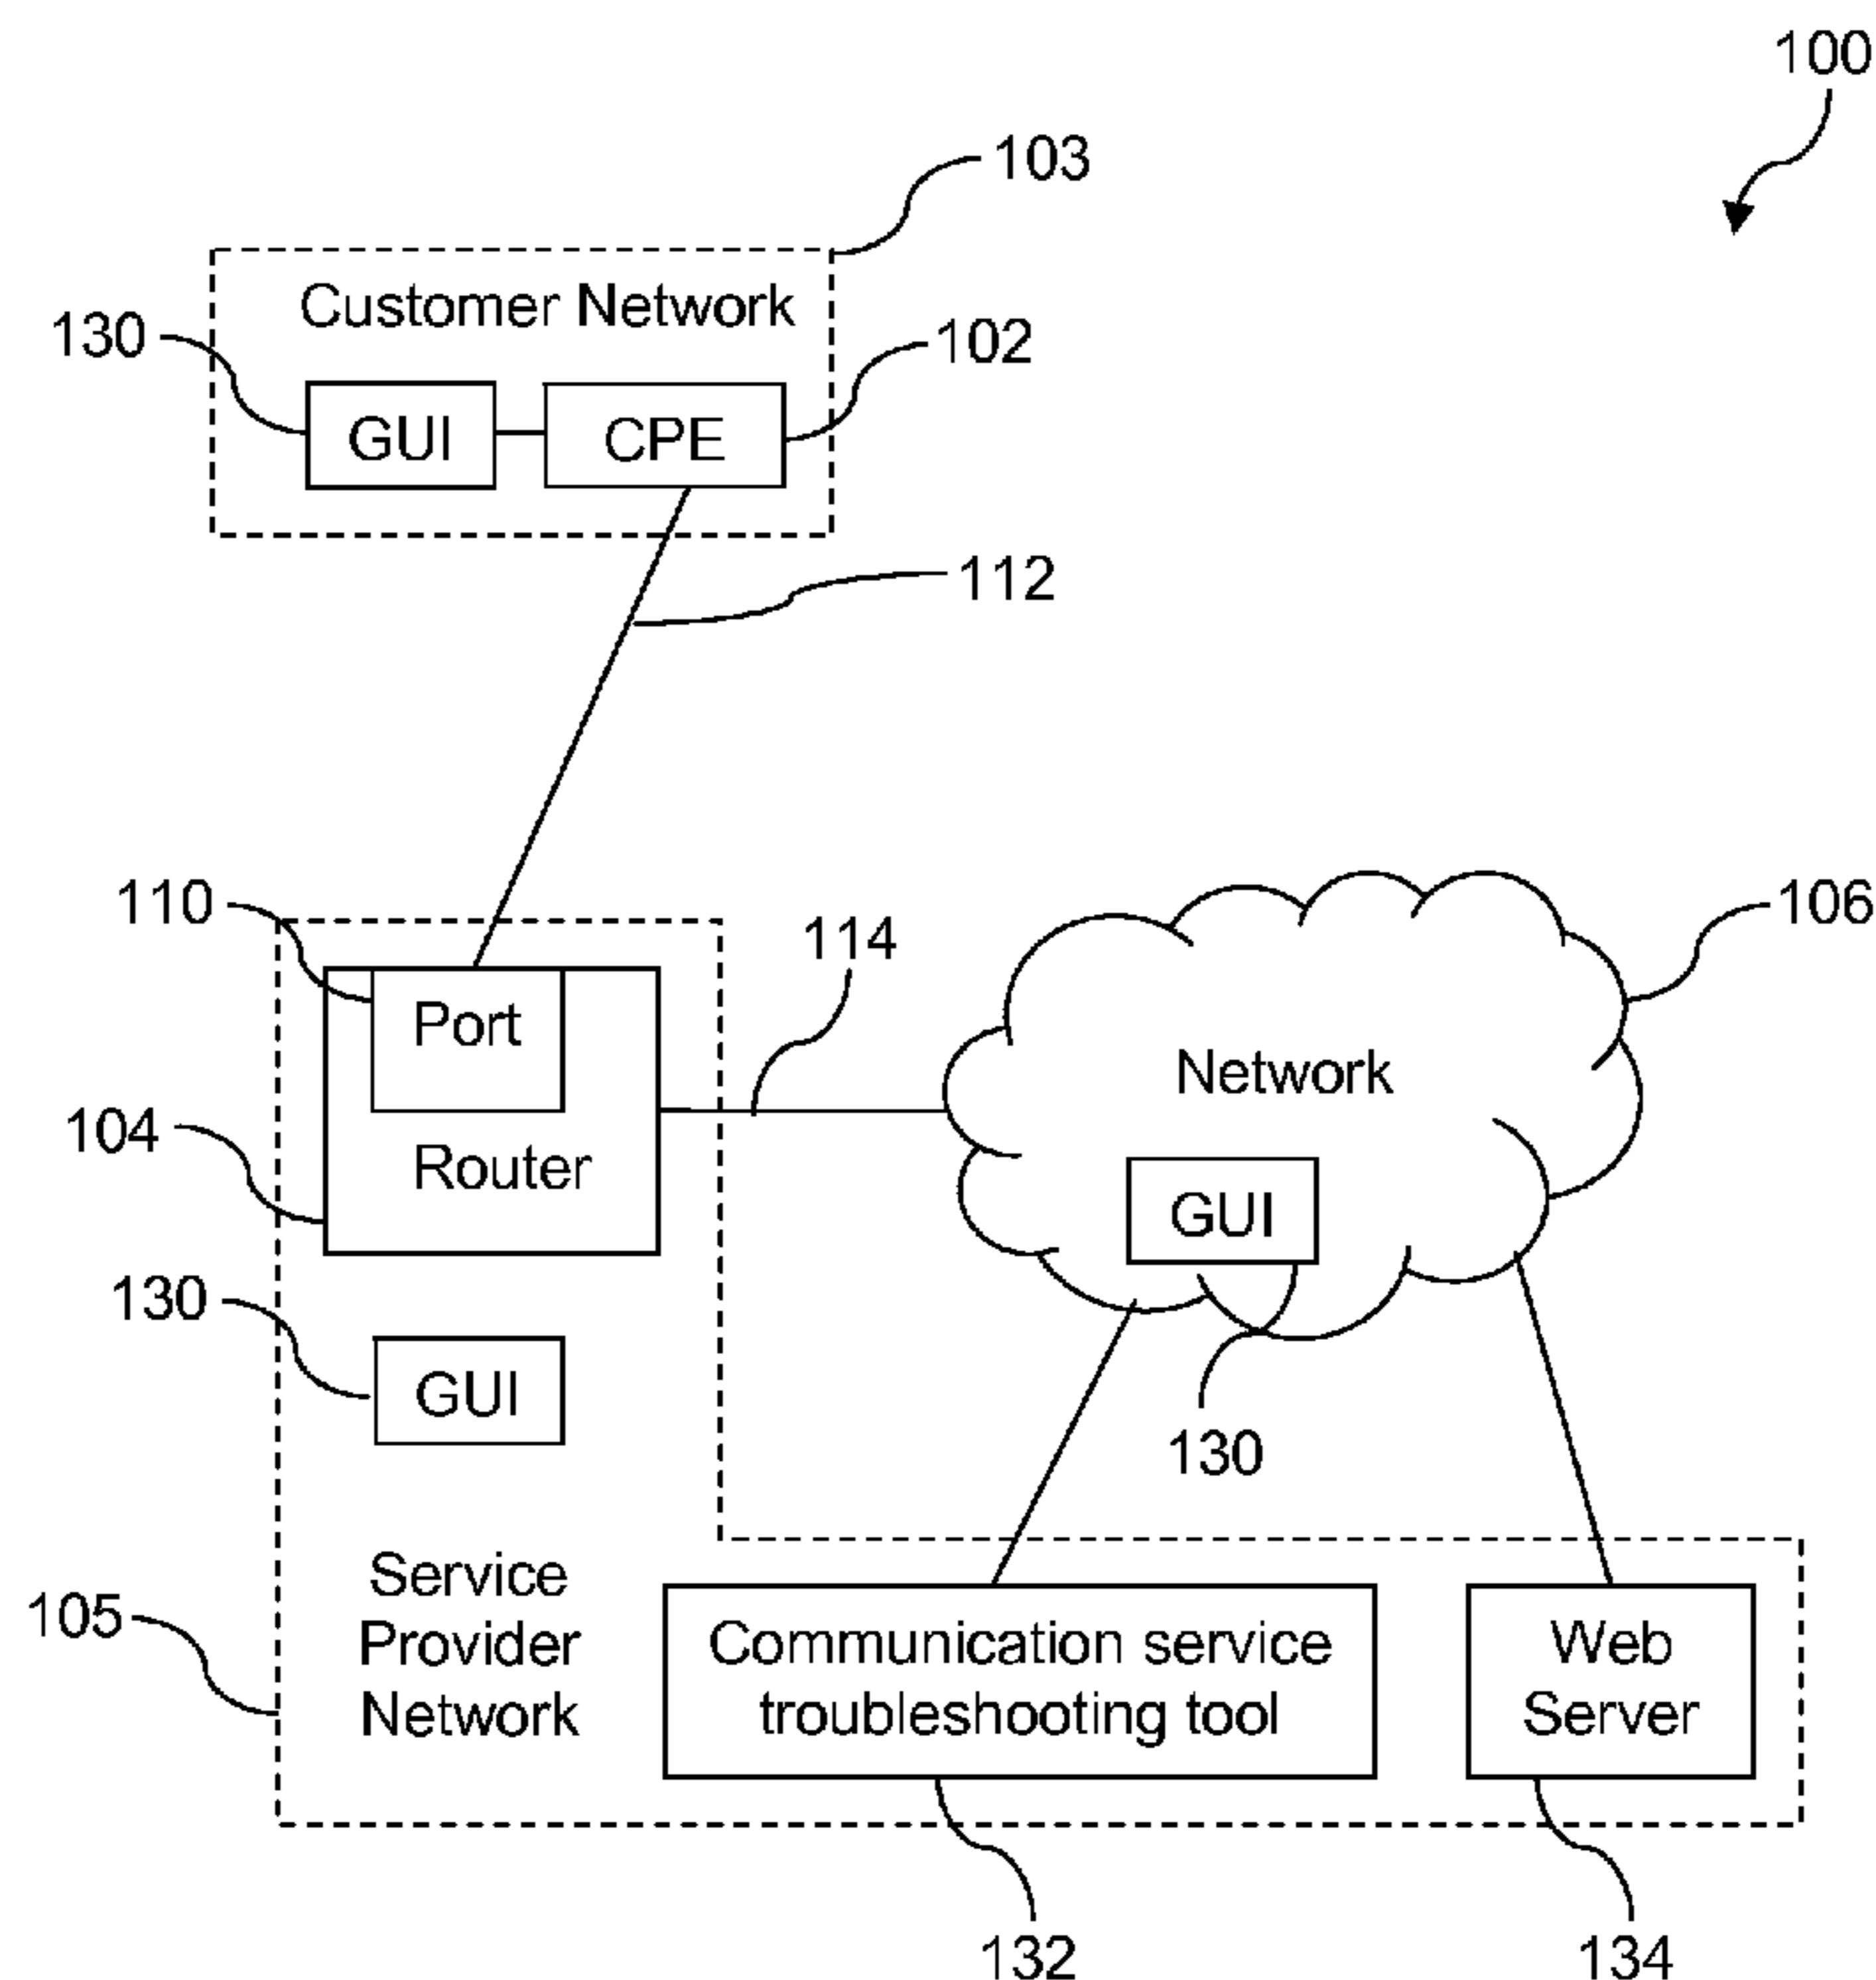 100
103
Customer Network
130
102
GUI
CPE
112
110
106
114
Port
Network
104
Router
GUI
130
GUI
130
Service
Provider
Network
105
Communication service
troubleshooting tool
Web
Server
132
134